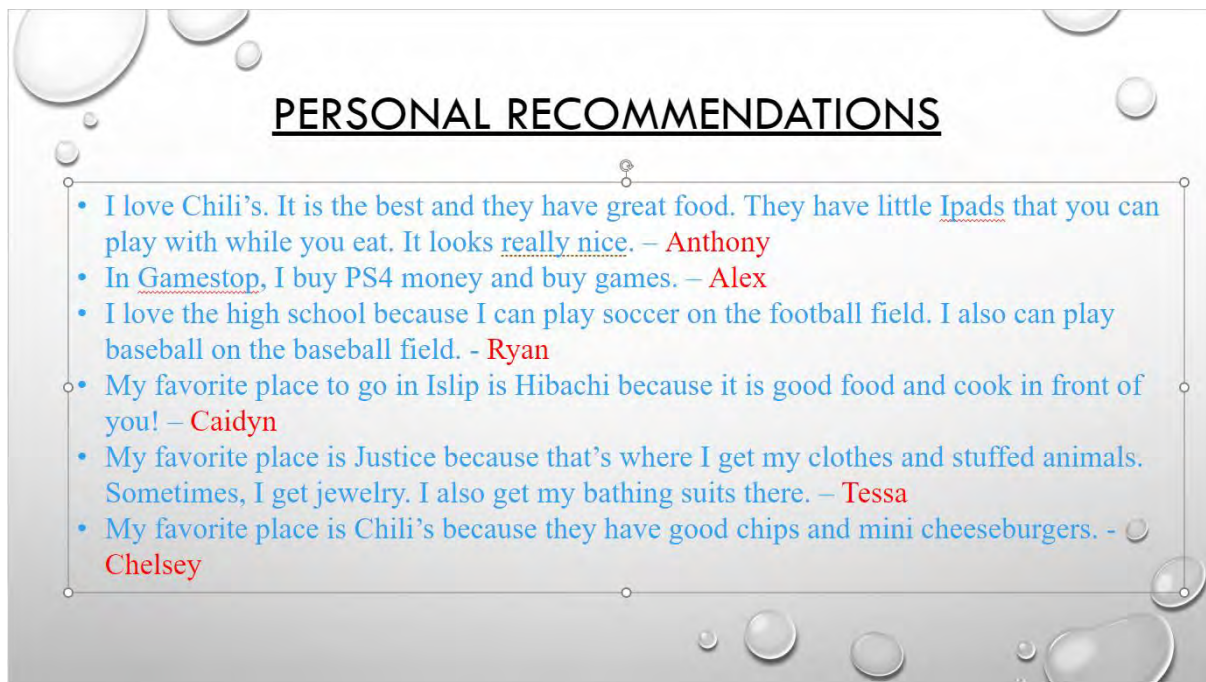 PERSONAL RECOMMENDATIONS
• I love Chili's. It is the best and they have great food. They have little Ipads that you can
play with while you eat. It looks really nice. – Anthony
• In Gamestop, I buy PS4 money and buy games. – Alex
• I love the high school because I can play soccer on the football field. I also can play
baseball on the baseball field. - Ryan
• My favorite place to go in Islip is Hibachi because it is good food and cook in front of
you! – Caidyn
• My favorite place is Justice because that's where I get my clothes and stuffed animals.
Sometimes, I get jewelry. I also get my bathing suits there. – Tessa
• My favorite place is Chili's because they have good chips and mini cheeseburgers. -
Chelsey